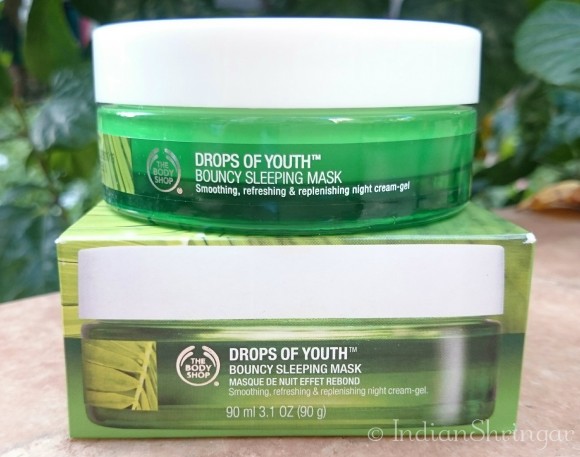 THE
BODY
SHOP®
DROPS OF YOUTH™
BOUNCY SLEEPING MASK
Smoothing, refreshing & replenishing night cream-gel
THE
BODY
SHOP®
DROPS OF YOUTH™
BOUNCY SLEEPING MASK
MASQUE DE NUIT EFFET REBOND
Smoothing, refreshing & replenishing night cream-gel.
90 ml 3.1 OZ (90 g)
© IndianShringar